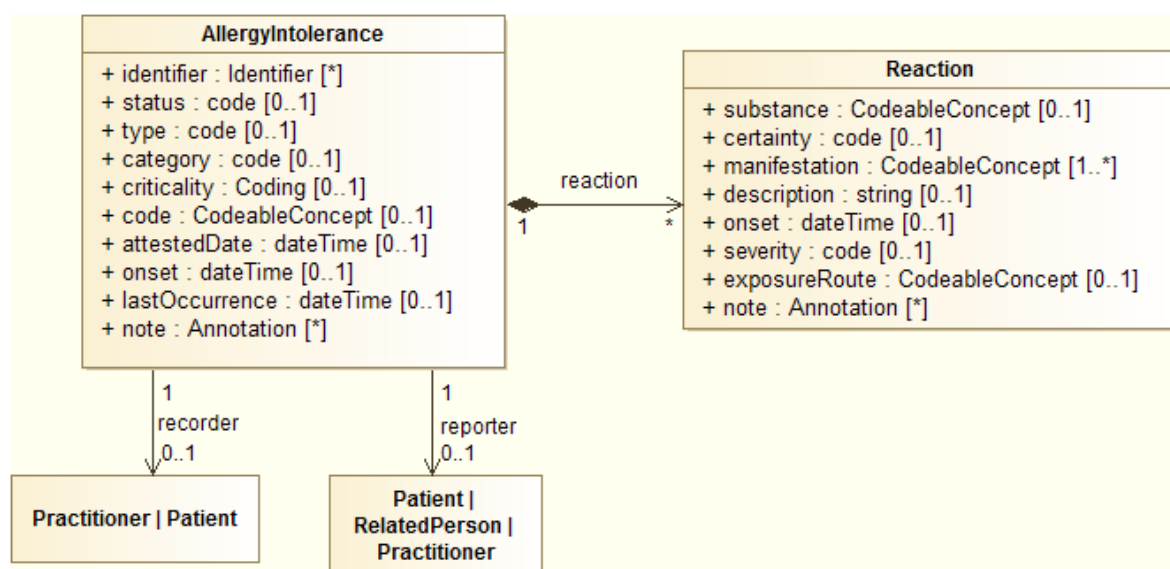 AllergyIntolerance
+ identifier : Identifier [*]
+ status : code [0..1]
+ type : code [0..1]
+ category : code [0..1]
+ criticality : Coding [0..1]
+ code : CodeableConcept [0..1]
+ attestedDate : dateTime [0..1]
+ onset : dateTime [0..1]
+ lastOccurrence : dateTime [0..1]
+ note : Annotation [*]
reaction
1
*
Reaction
+ substance : CodeableConcept [0..1]
+ certainty : code [0..1]
+ manifestation : CodeableConcept [1..*]
+ description : string [0..1]
+ onset : dateTime [0..1]
+ severity : code [0..1]
+ exposureRoute : CodeableConcept [0..1]
+ note : Annotation [*]
1
recorder
0..1
1
reporter
0..1
Practitioner | Patient
Patient |
RelatedPerson |
Practitioner